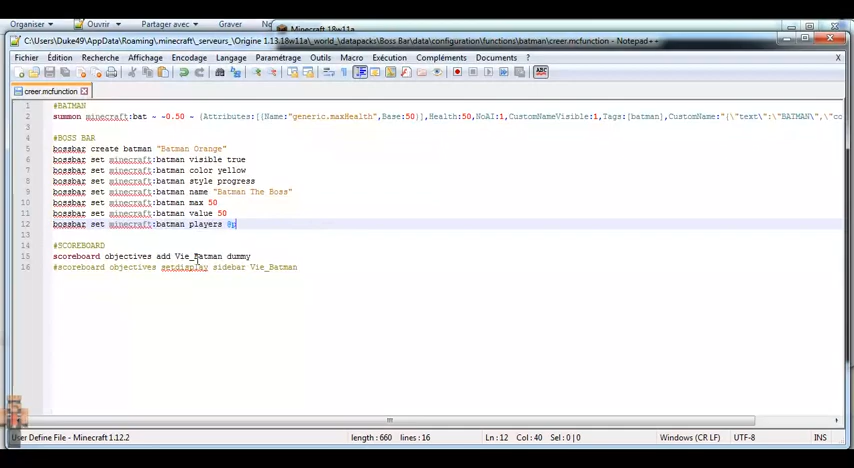 Organiser Ouvrir Partager avec Graver
Minecraft 18w11a
C:\Users\Duke49\AppData\Roaming\.minecraft\_serveurs_\Origine 1.13.18w11a\_world_\datapacks\Boss Bar\data\configuration\functions\batman\creer.mcfunction - Notepad++
Fichier Édition Recherche Affichage Encodage Langage Paramétrage Outils Macro Exécution Compléments Documents ? X
creer.mcfunction
1 #BATMAN
2 summon minecraft:bat ~ ~0.50 ~ {Attributes:[{Name:"generic.maxHealth",Base:50}],Health:50,NoAI:1,CustomNameVisible:1,Tags:[batman],CustomName:"{\"text\":\"BATMAN\",\"co
3
4 #BOSS BAR
5 bossbar create batman "Batman Orange"
6 bossbar set minecraft:batman visible true
7 bossbar set minecraft:batman color yellow
8 bossbar set minecraft:batman style progress
9 bossbar set minecraft:batman name "Batman The Boss"
10 bossbar set minecraft:batman max 50
11 bossbar set minecraft:batman value 50
12 bossbar set minecraft:batman players @p
13
14 #SCOREBOARD
15 scoreboard objectives add Vie_Batman dummy
16 #scoreboard objectives setdisplay sidebar Vie_Batman
User Define File - Minecraft 1.12.2 length : 660 lines : 16 Ln : 12 Col : 40 Sel : 0 | 0 Windows (CR LF) UTF-8 INS